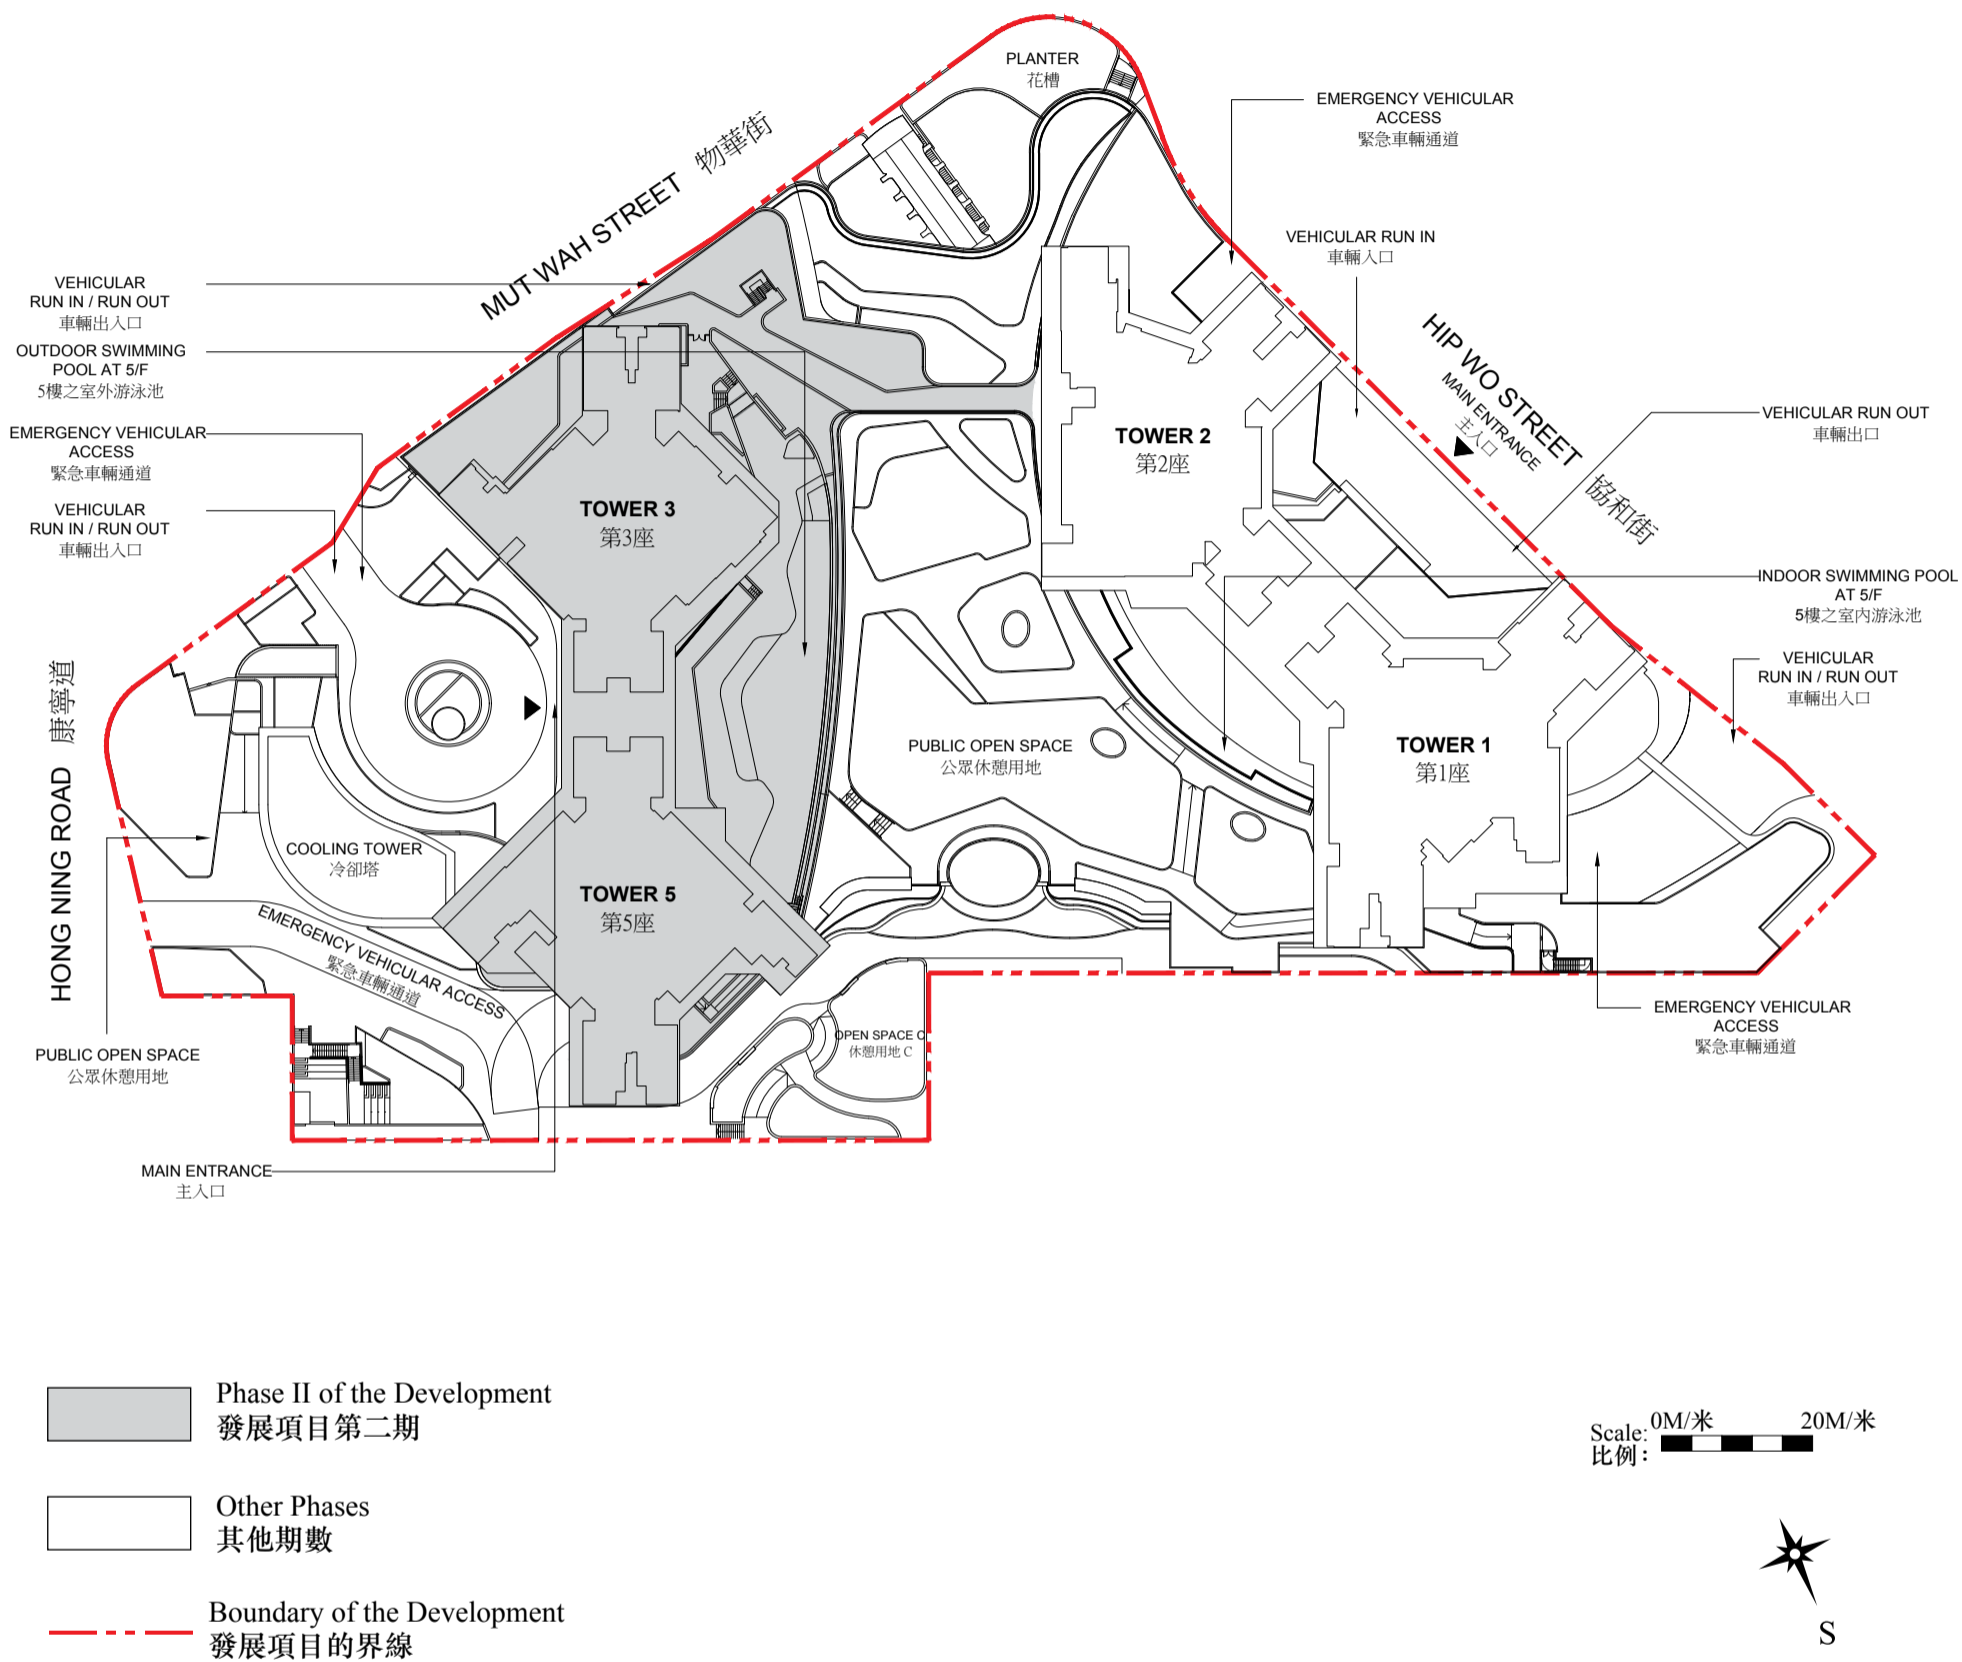 PLANTER
花槽
EMERGENCY VEHICULAR
ACCESS
緊急車輛通道
MUT WAH STREET 物華街
VEHICULAR RUN IN
車輛入口
VEHICULAR
RUN IN / RUN OUT
車輛出入口
OUTDOOR SWIMMING
POOL AT 5/F
5樓之室外游泳池
EMERGENCY VEHICULAR
ACCESS
緊急車輛通道
VEHICULAR
RUN IN / RUN OUT
車輛出入口
HIP WO STREET 協和街
MAIN ENTRANCE
主入口
VEHICULAR RUN OUT
車輛出口
TOWER 2
第2座
TOWER 3
第3座
INDOOR SWIMMING POOL
AT 5/F
5樓之室內游泳池
VEHICULAR
RUN IN / RUN OUT
車輛出入口
HONG NING ROAD 康寧道
PUBLIC OPEN SPACE
公眾休憩用地
TOWER 1
第1座
COOLING TOWER
冷卻塔
TOWER 5
第5座
EMERGENCY VEHICULAR ACCESS
緊急車輛通道
OPEN SPACE C
休憩用地 C
EMERGENCY VEHICULAR
ACCESS
緊急車輛通道
PUBLIC OPEN SPACE
公眾休憩用地
MAIN ENTRANCE
主入口
Phase II of the Development
發展項目第二期
Other Phases
其他期數
Boundary of the Development
發展項目的界線
Scale: 0M/米 20M/米
比例：
S